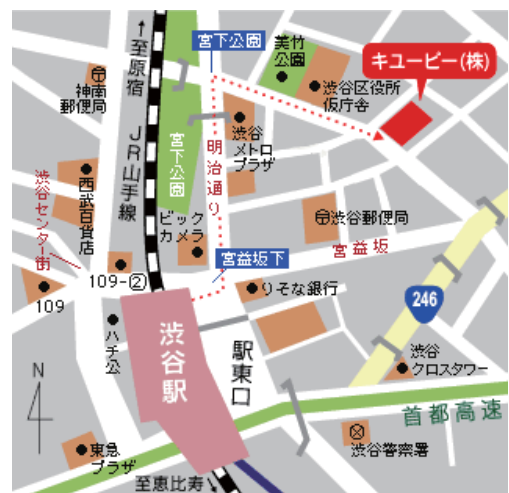 ↑至原宿
宮下公園
美竹
公園
キユーピー(株)
神南
郵便局
渋谷区役所
仮庁舎
JR山手線
宮下公園
明治通り
渋谷
メトロ
プラザ
渋谷センター街
西武百貨店
ビック
カメラ
渋谷郵便局
宮益坂
宮益坂下
109-②
109
りそな銀行
246
ハチ公
渋谷駅
駅東口
渋谷
クロスタワー
N
首都高速
東急
プラザ
渋谷警察署
至恵比寿↘